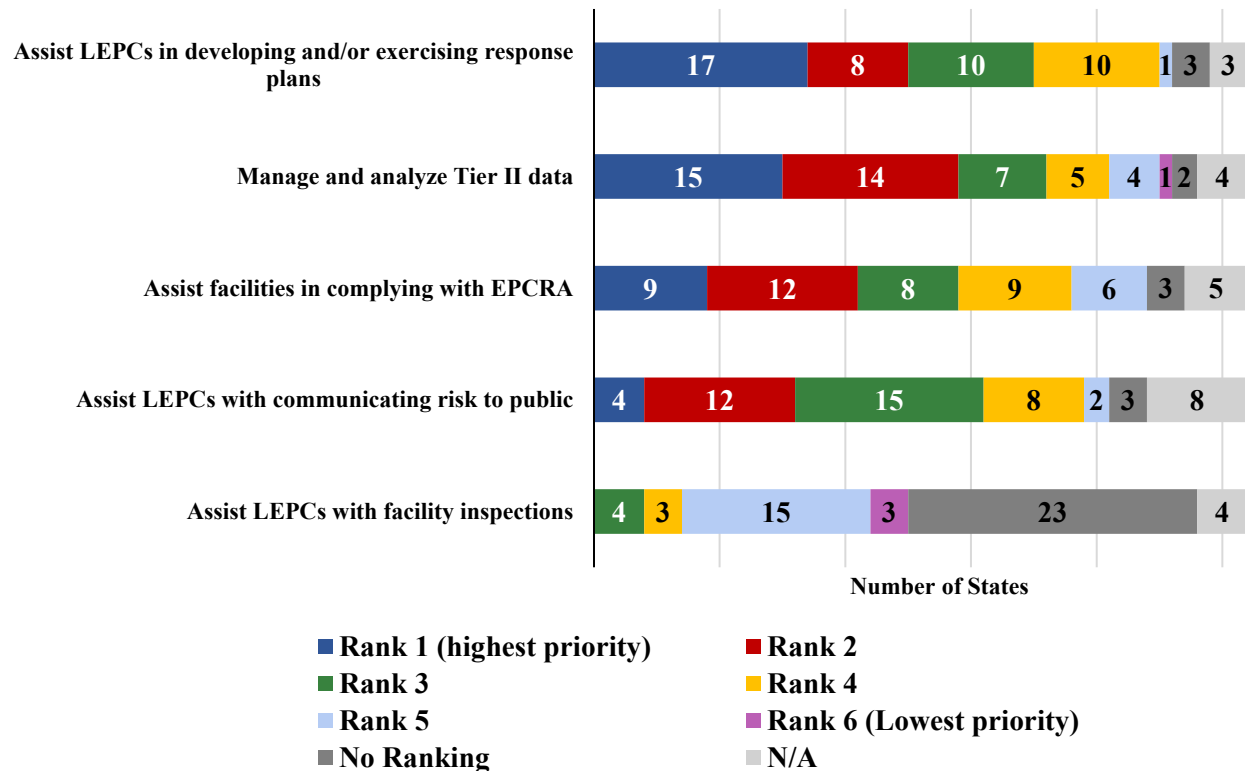 Assist LEPCs in developing and/or exercising response
plans
17 8 10 10 1 3 3
Manage and analyze Tier II data
15 14 7 5 4 1 2 4
Assist facilities in complying with EPCRA
9 12 8 9 6 3 5
Assist LEPCs with communicating risk to public
4 12 15 8 2 3 8
Assist LEPCs with facility inspections
4 3 15 3 23 4
Number of States
Rank 1 (highest priority)
Rank 2
Rank 3
Rank 4
Rank 5
Rank 6 (Lowest priority)
No Ranking
N/A